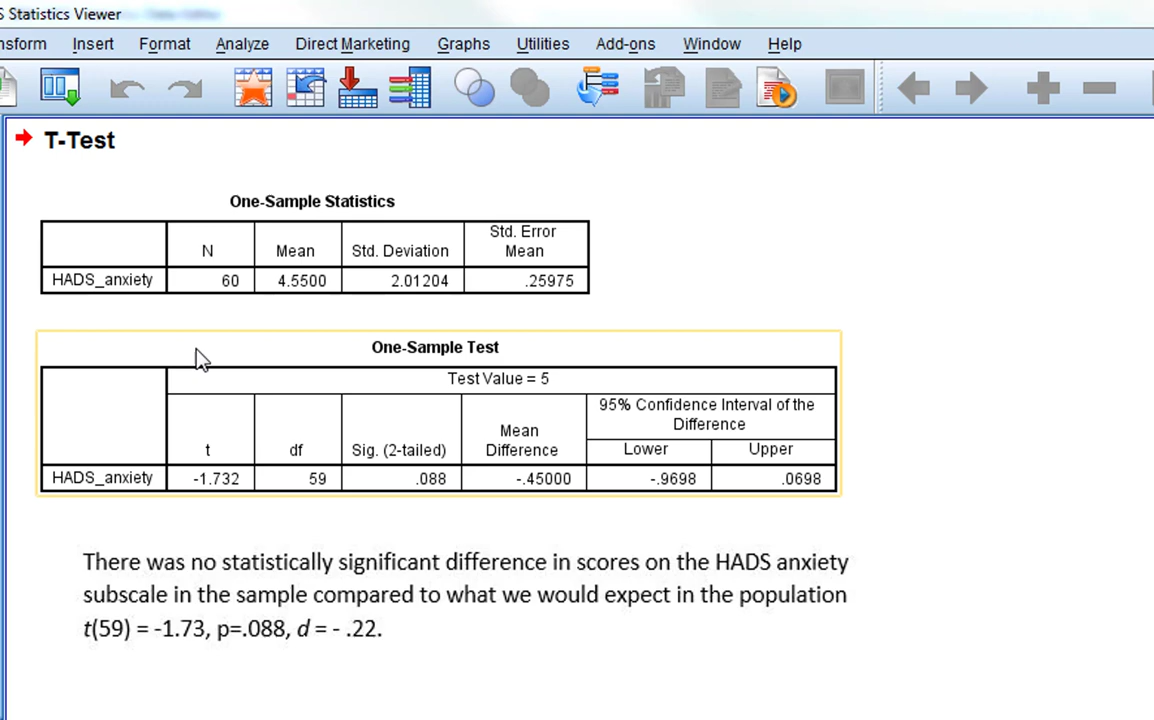 S Statistics Viewer
nsform Insert Format Analyze Direct Marketing Graphs Utilities Add-ons Window Help
T-Test
One-Sample Statistics
N Mean Std. Deviation Std. Error Mean
HADS_anxiety 60 4.5500 2.01204 .25975
One-Sample Test
Test Value = 5
95% Confidence Interval of the Difference
t df Sig. (2-tailed) Mean Difference Lower Upper
HADS_anxiety -1.732 59 .088 -.45000 -.9698 .0698
There was no statistically significant difference in scores on the HADS anxiety
subscale in the sample compared to what we would expect in the population
t(59) = -1.73, p=.088, d = - .22.